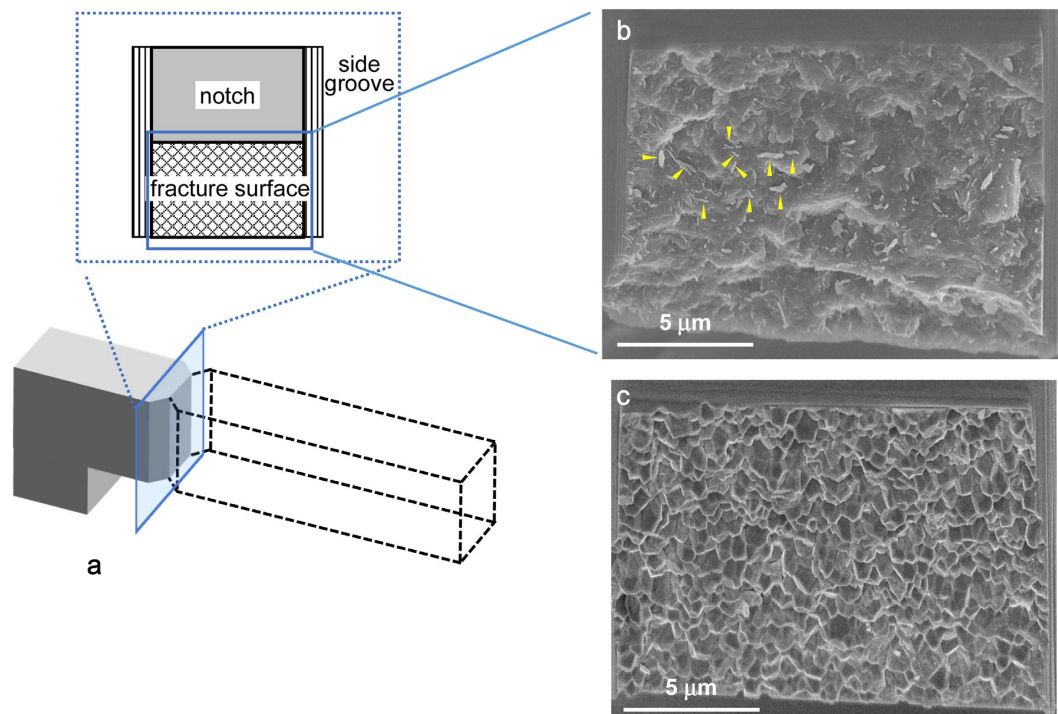 notch
side
groove
fracture surface
a
b
5 μm
c
5 μm